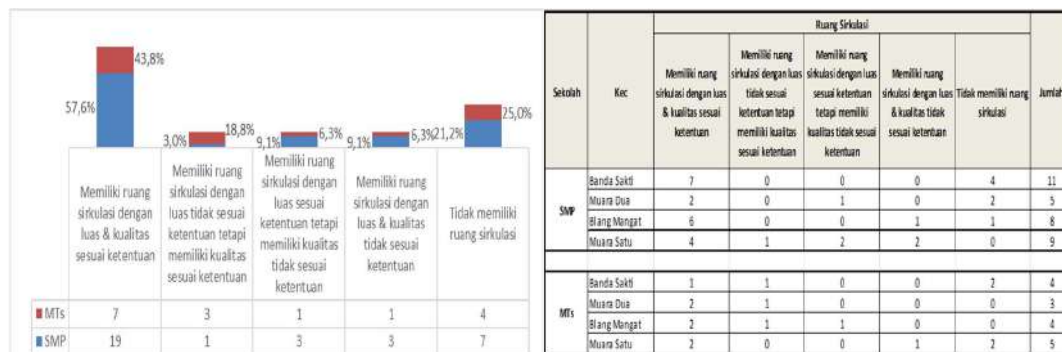 43,8%
57,6%
3,0%
18,8%
9,1%
6,3%
9,1%
6,3%
21,2%
25,0%
Memiliki ruang
sirkulasi dengan
luas & kualitas
sesuai ketentuan
Memiliki ruang
sirkulasi dengan
luas tidak sesuai
ketentuan tetapi
memiliki kualitas
sesuai ketentuan
Memiliki ruang
sirkulasi dengan
luas sesuai
ketentuan tetapi
memiliki kualitas
tidak sesuai
ketentuan
Memiliki ruang
sirkulasi dengan
luas & kualitas
tidak sesuai
ketentuan
Tidak memiliki
ruang sirkulasi
MTs 7 3 1 1 4
SMP 19 1 3 3 7
Sekolah
Kec
Ruang Sirkulasi
Memiliki ruang
sirkulasi dengan luas
& kualitas sesuai
ketentuan
Memiliki ruang
sirkulasi dengan luas
tidak sesuai
ketentuan tetapi
memiliki kualitas
sesuai ketentuan
Memiliki ruang
sirkulasi dengan luas
sesuai ketentuan
tetapi memiliki
kualitas tidak sesuai
ketentuan
Memiliki ruang
sirkulasi dengan luas
& kualitas tidak
sesuai ketentuan
Tidak memiliki ruang
sirkulasi
Jumlah
SMP
Banda Sakti 7 0 0 0 4 11
Muara Dua 2 0 1 0 2 5
Blang Mangat 6 0 0 1 1 8
Muara Satu 4 1 2 2 0 9
MTs
Banda Sakti 1 1 0 0 2 4
Muara Dua 2 1 0 0 0 3
Blang Mangat 2 1 1 0 0 4
Muara Satu 2 0 0 1 2 5